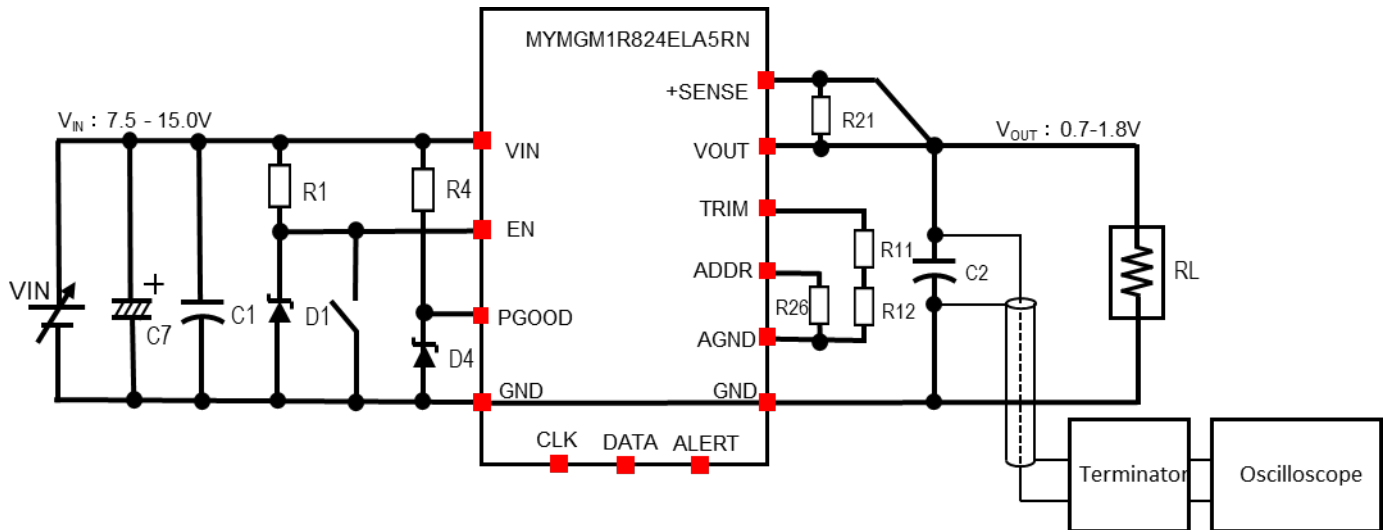 MYMGM1R824ELA5RN
+SENSE
R21
VIN : 7.5 - 15.0V
VOUT : 0.7-1.8V
VIN
VOUT
R1
R4
TRIM
EN
R11
ADDR
C2
RL
VIN
+
C7
C1
D1
PGOOD
R26
R12
D4
AGND
GND
GND
CLK
DATA
ALERT
Terminator
Oscilloscope